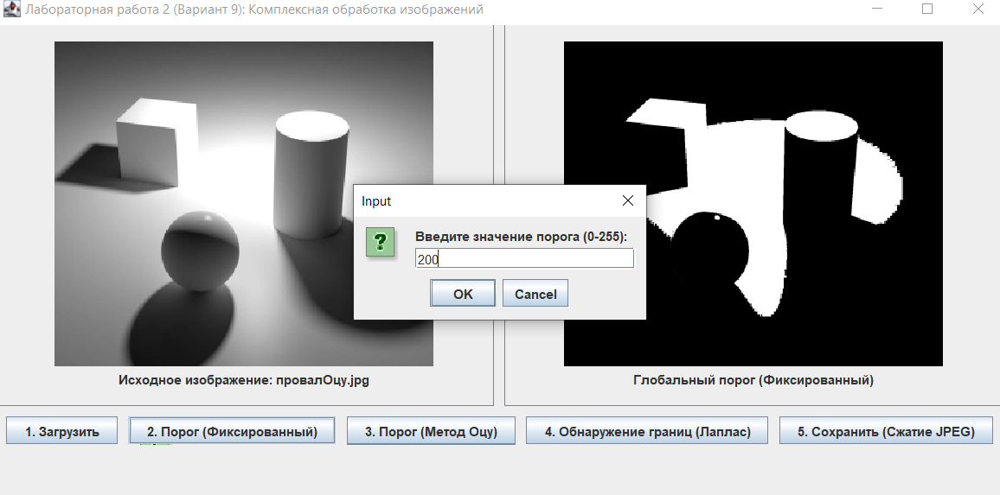 Лабораторная работа 2 (Вариант 9): Комплексная обработка изображений
Input
Введите значение порога (0-255):
200
OK Cancel
Исходное изображение: провалОцу.jpg
Глобальный порог (Фиксированный)
1. Загрузить
2. Порог (Фиксированный)
3. Порог (Метод Оцу)
4. Обнаружение границ (Лаплас)
5. Сохранить (Сжатие JPEG)